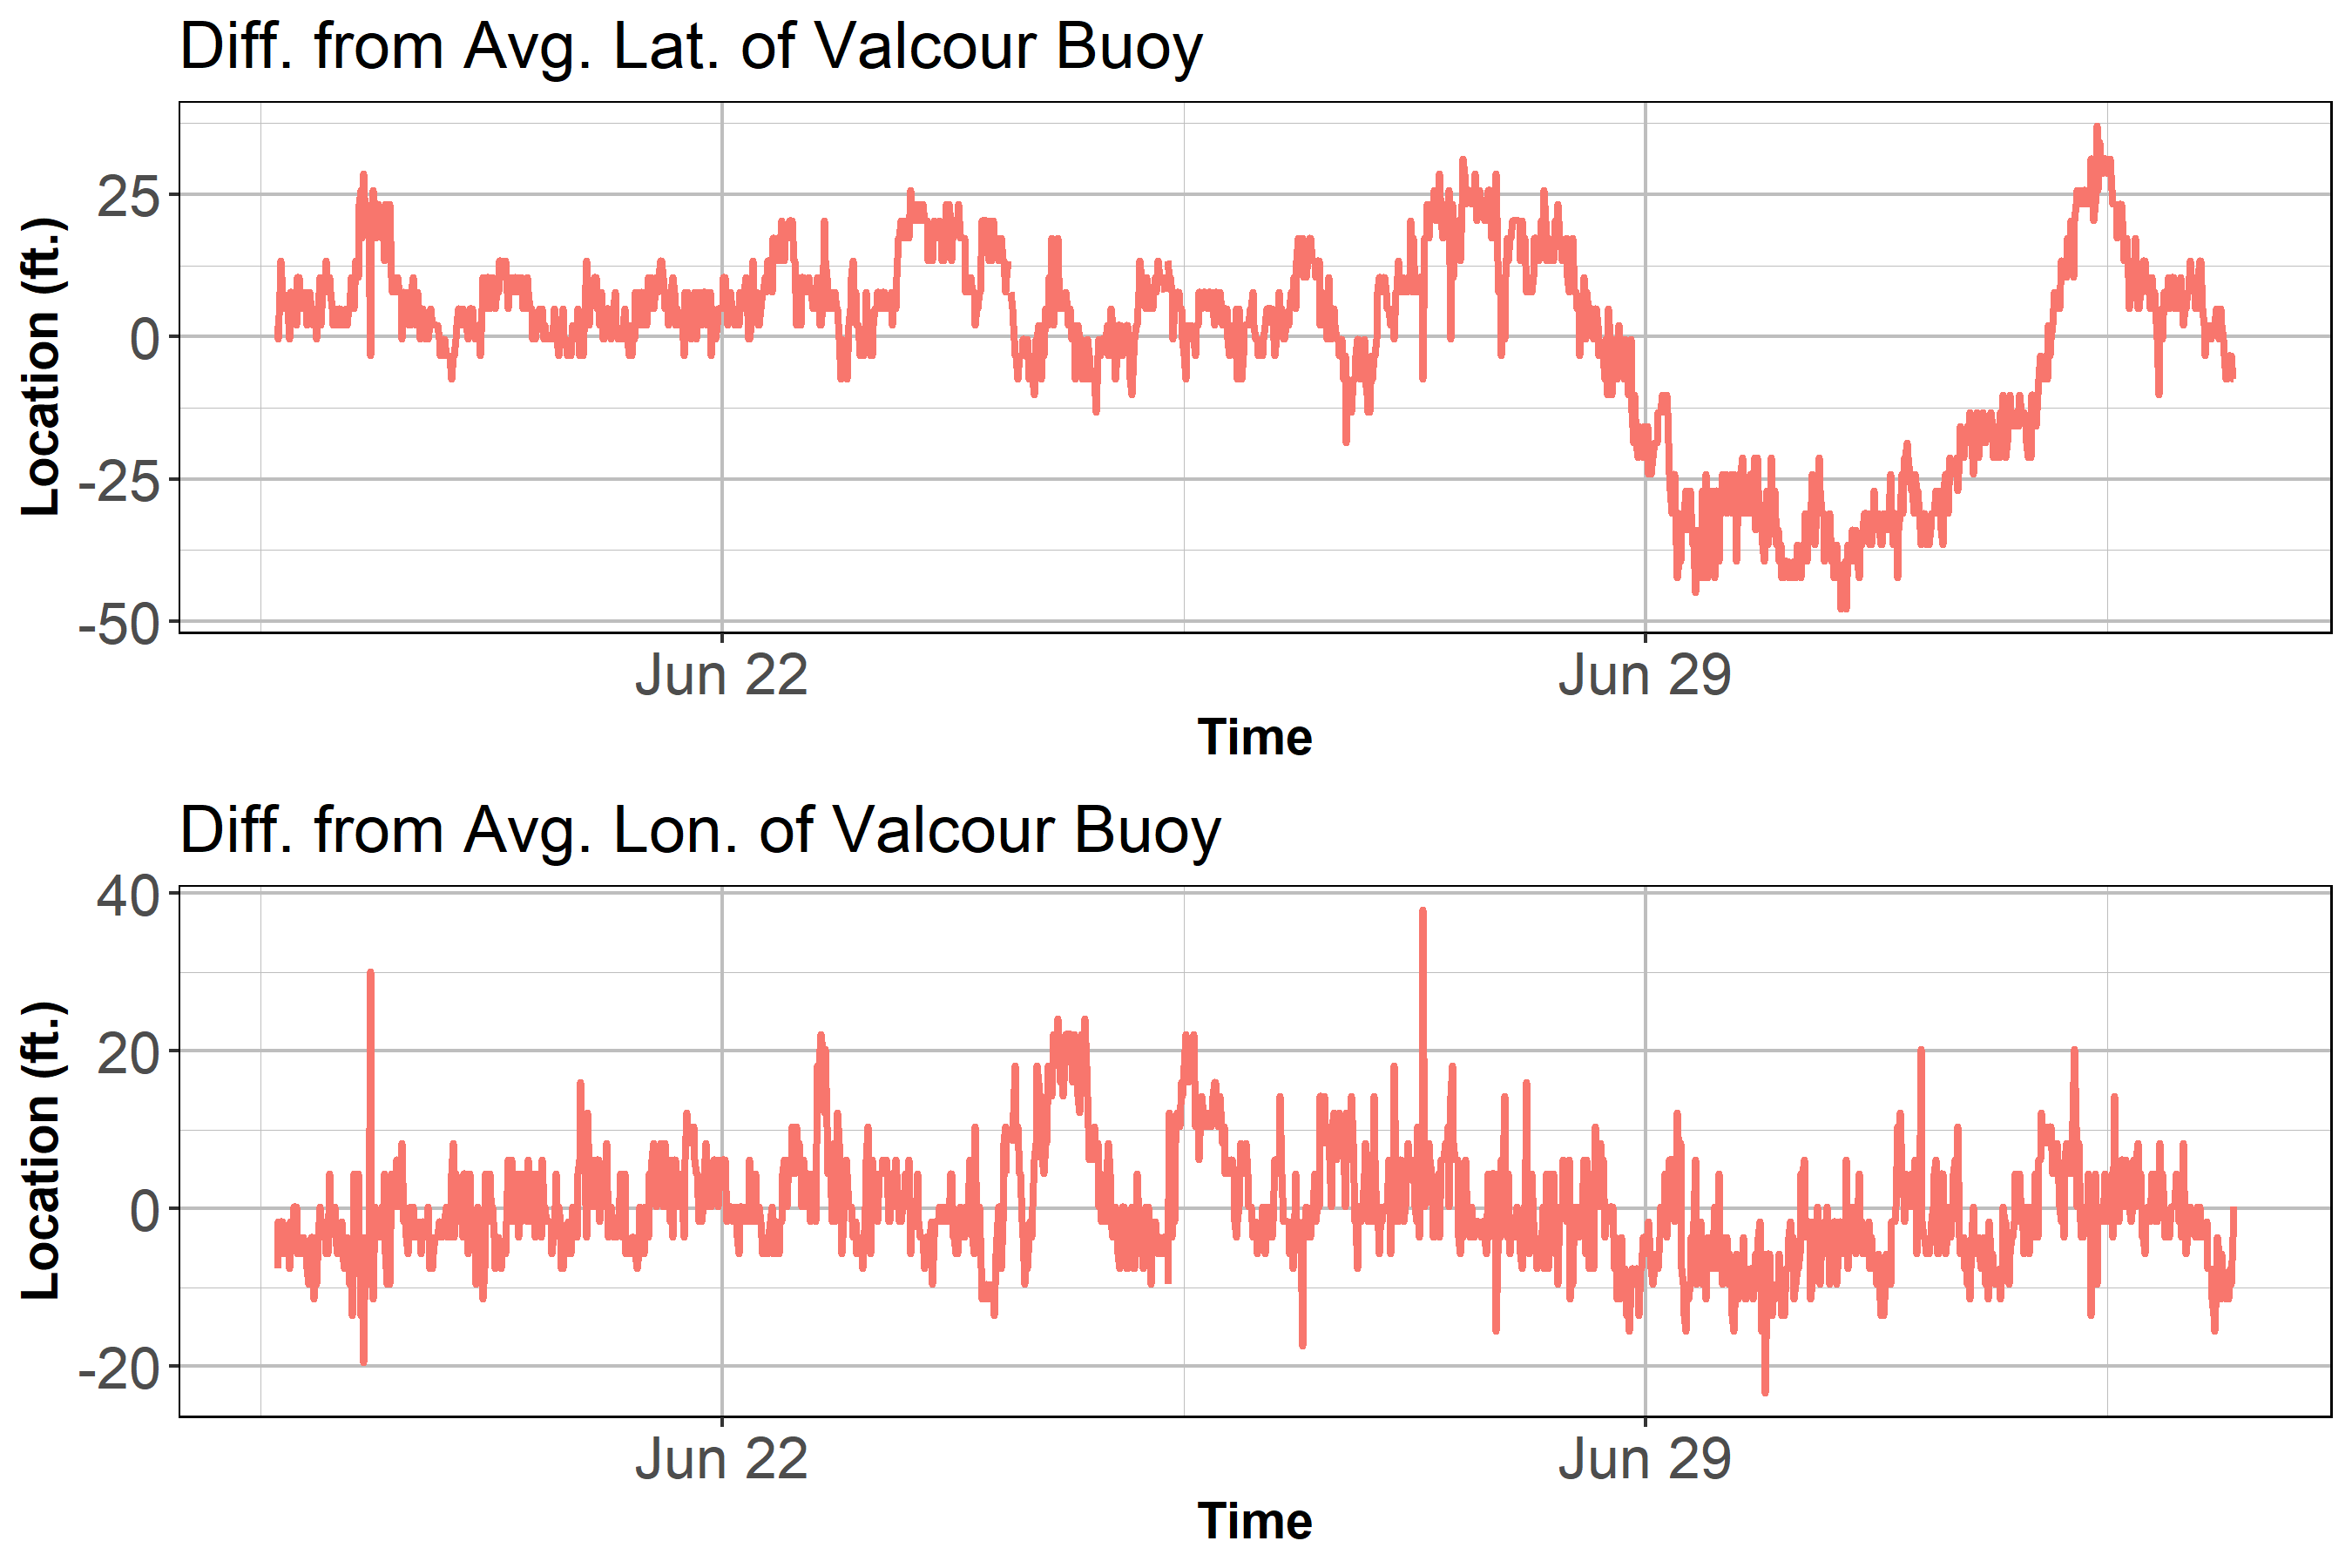 Diff. from Avg. Lat. of Valcour Buoy
Location (ft.)
25
0
-25
-50
Jun 22 Jun 29
Time
Diff. from Avg. Lon. of Valcour Buoy
Location (ft.)
40
20
0
-20
Jun 22 Jun 29
Time